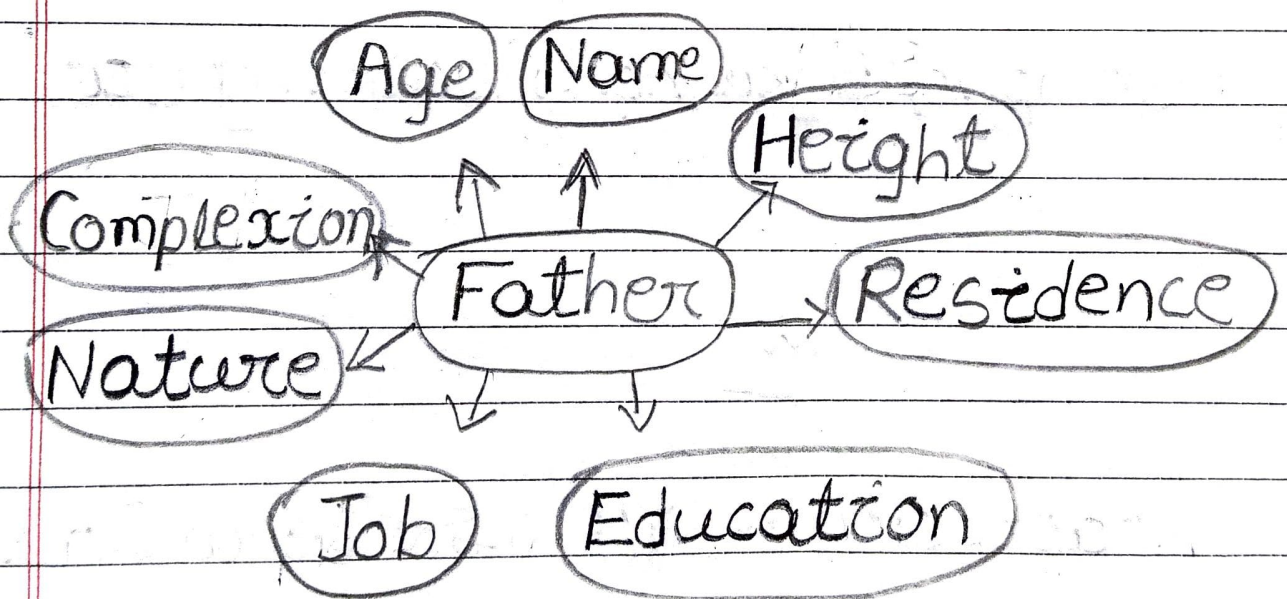 Age
Name
Height
Complexion
Father
Residence
Nature
Job
Education